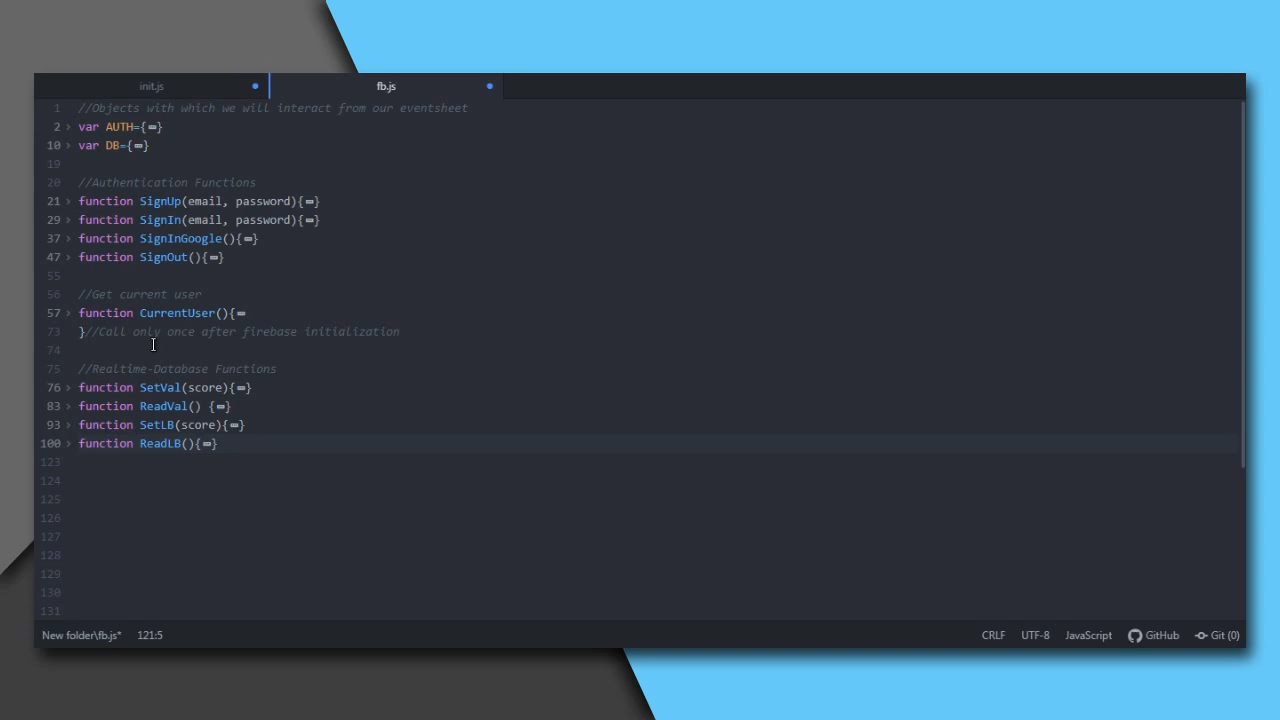 init.js
fb.js
1 //Objects with which we will interact from our eventsheet
2 var AUTH={}
10 var DB={}
19
20 //Authentication Functions
21 function SignUp(email, password){}
29 function SignIn(email, password){}
37 function SignInGoogle(){}
47 function SignOut(){}
55
56 //Get current user
57 function CurrentUser(){
73 }//Call only once after firebase initialization
74
75 //Realtime-Database Functions
76 function SetVal(score){}
83 function ReadVal() {}
93 function SetLB(score){}
100 function ReadLB(){}
123
124
125
126
127
128
129
130
131
New folder\fb.js* 121:5 CRLF UTF-8 JavaScript GitHub Git (0)